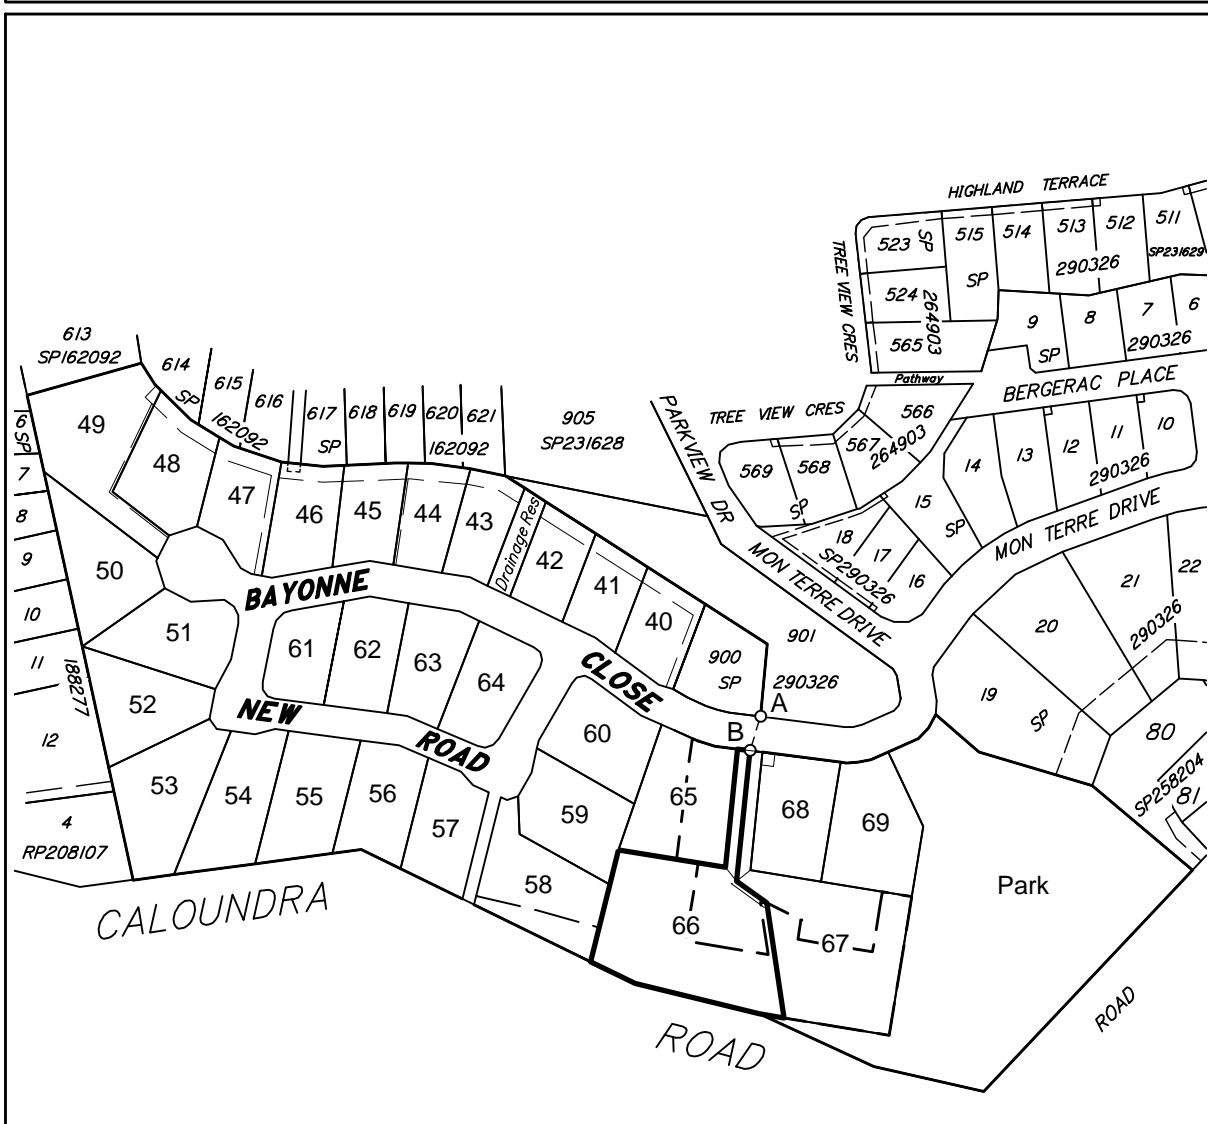 HIGHLAND TERRACE
523
SP
515
514
513
512
511
SP
290326
SP231629
TREE VIEW CRES
524
264903
565
9
8
7
6
SP
290326
613
SP162092
614
SP
615
616
162092
617
SP
618
619
620
621
162092
905
SP231628
PARKVIEW DR
TREE VIEW CRES
Pathway
BERGERAC PLACE
566
567
264903
569
568
SP
14
13
12
11
10
290326
15
SP
18
17
16
SP290326
MON TERRE DRIVE
MON TERRE DRIVE
6
SP
7
8
9
10
11
188277
12
4
RP208107
49
48
47
46
45
44
43
Drainage Res
42
41
40
900
SP
901
290326
22
21
20
290326
19
SP
80
SP258204
81
50
51
52
53
54
55
56
57
58
59
60
61
62
63
64
BAYONNE
CLOSE
NEW
ROAD
A
B
65
66
67
68
69
Park
CALOUNDRA
ROAD
ROAD